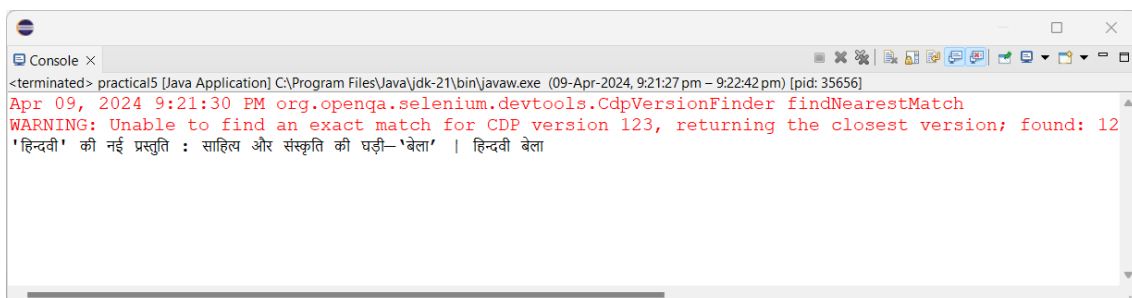 Console
<terminated> practical5 [Java Application] C:\Program Files\Java\jdk-21\bin\javaw.exe (09-Apr-2024, 9:21:27 pm – 9:22:42 pm) [pid: 35656]
Apr 09, 2024 9:21:30 PM org.openqa.selenium.devtools.CdpVersionFinder findNearestMatch
WARNING: Unable to find an exact match for CDP version 123, returning the closest version; found: 12
'हिन्दवी' की नई प्रस्तुति : साहित्य और संस्कृति की घड़ी—‘बेला’ | हिन्दवी बेला